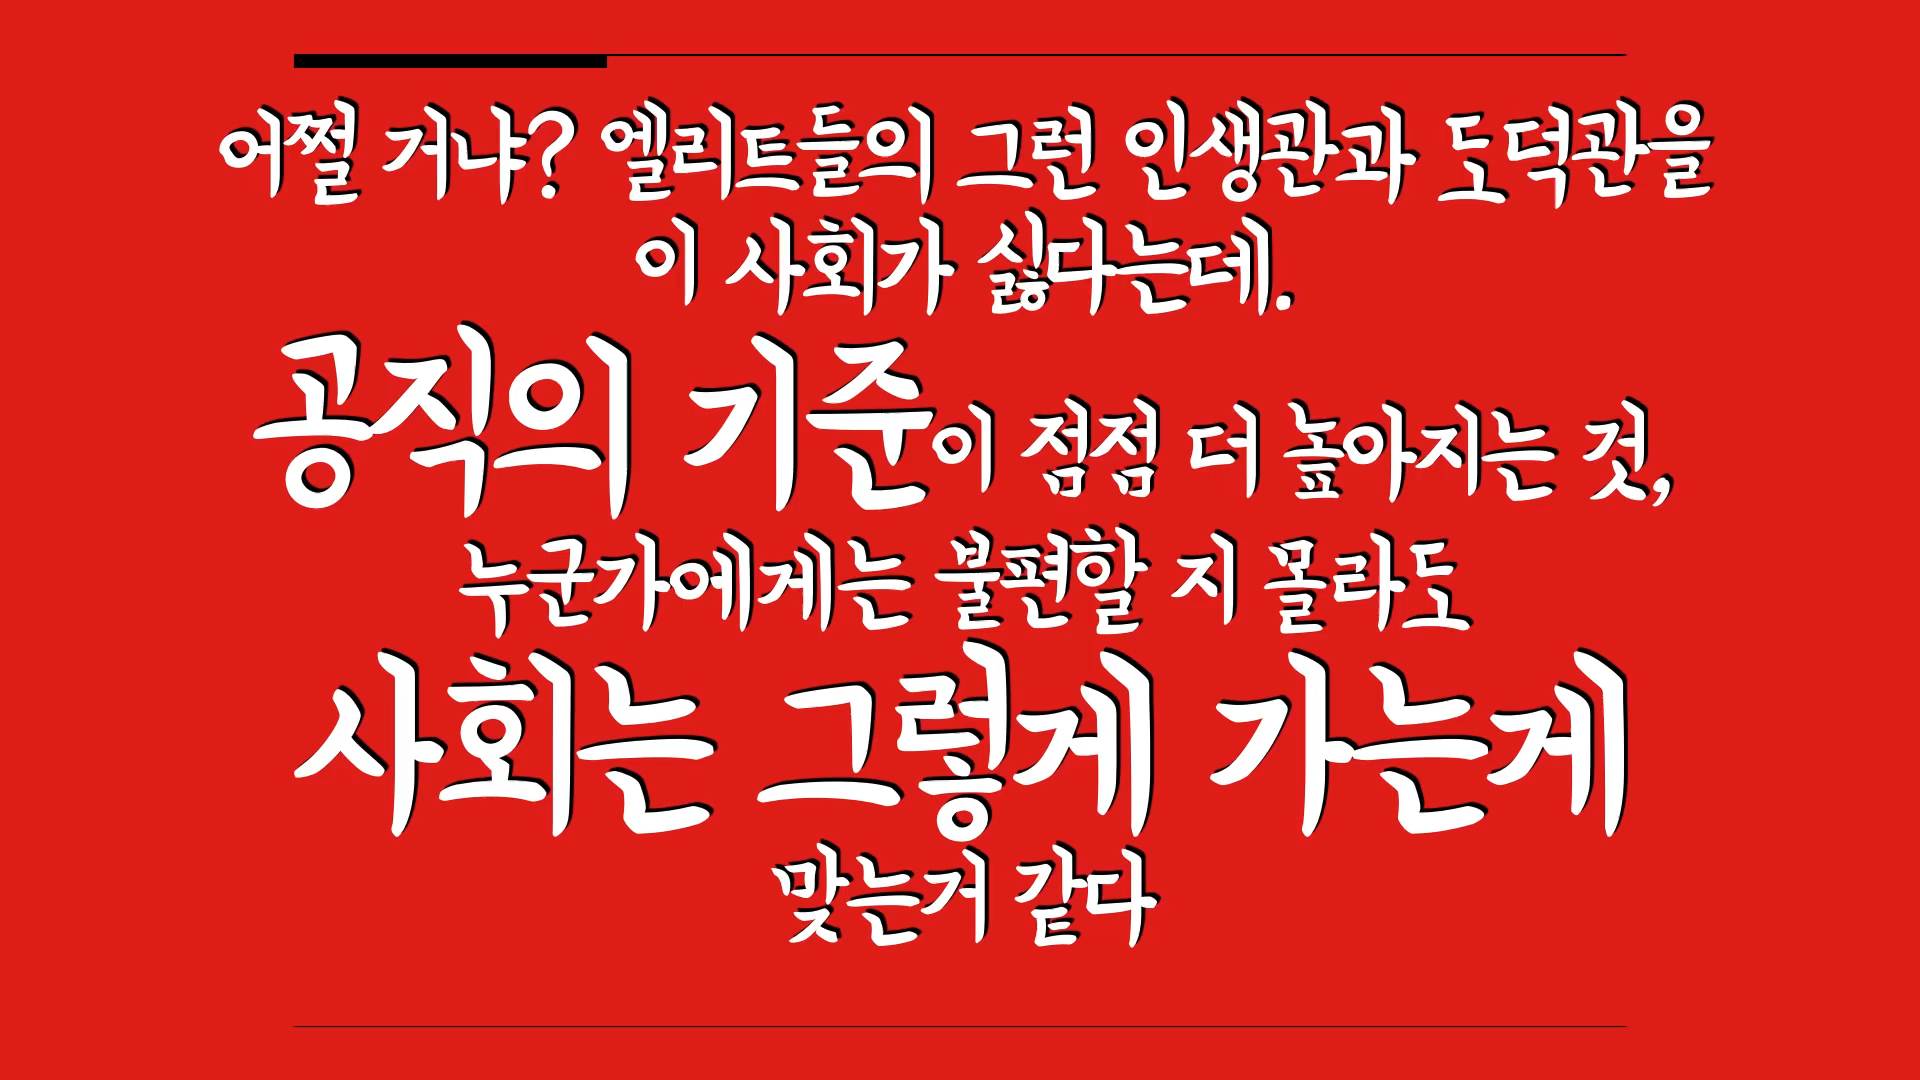 어쩔 거냐? 엘리트들의 그런 인생관과 도덕관을
이 사회가 싫다는데.
공직의 기준이 점점 더 높아지는 것,
누군가에게는 불편할 지 몰라도
사회는 그렇게 가는게
맞는거 같다